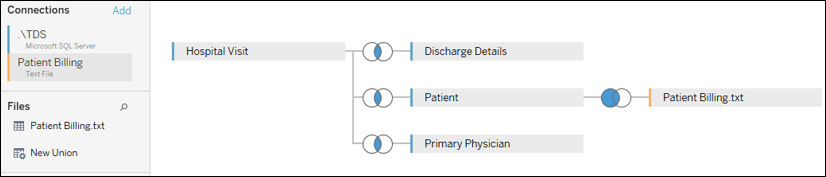 Connections
Add
.\TDS
Microsoft SQL Server
Patient Billing
Text File
Files
Patient Billing.txt
New Union
Hospital Visit
Discharge Details
Patient
Patient Billing.txt
Primary Physician